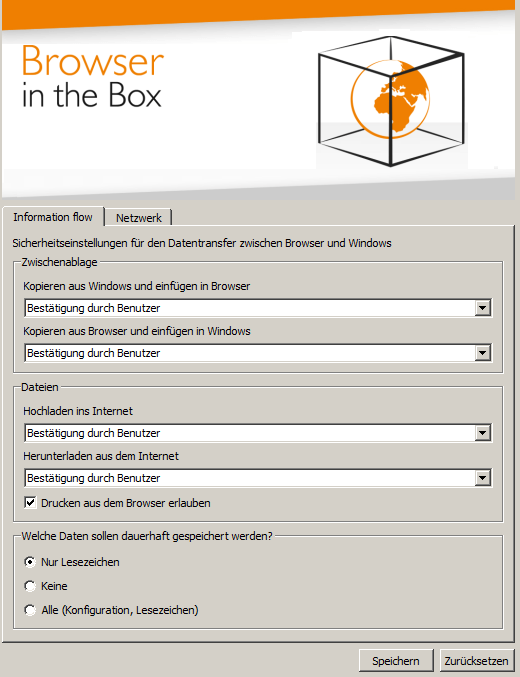 Browser
in the Box
Information flow
Netzwerk
Sicherheitseinstellungen für den Datentransfer zwischen Browser und Windows
Zwischenablage
Kopieren aus Windows und einfügen in Browser
Bestätigung durch Benutzer
Kopieren aus Browser und einfügen in Windows
Bestätigung durch Benutzer
Dateien
Hochladen ins Internet
Bestätigung durch Benutzer
Herunterladen aus dem Internet
Bestätigung durch Benutzer
Drucken aus dem Browser erlauben
Welche Daten sollen dauerhaft gespeichert werden?
Nur Lesezeichen
Keine
Alle (Konfiguration, Lesezeichen)
Speichern
Zurücksetzen